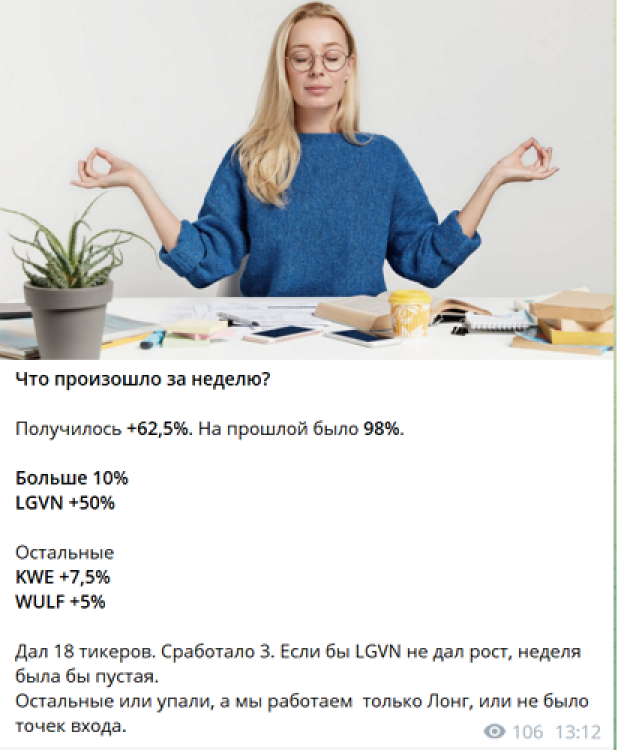 Что произошло за неделю?
Получилось +62,5%. На прошлой было 98%.
Больше 10%
LGVN +50%
Остальные
KWE +7,5%
WULF +5%
Дал 18 тикеров. Сработало 3. Если бы LGVN не дал рост, неделя
была бы пустая.
Остальные или упали, а мы работаем  только Лонг, или не было
точек входа.
106 13:12